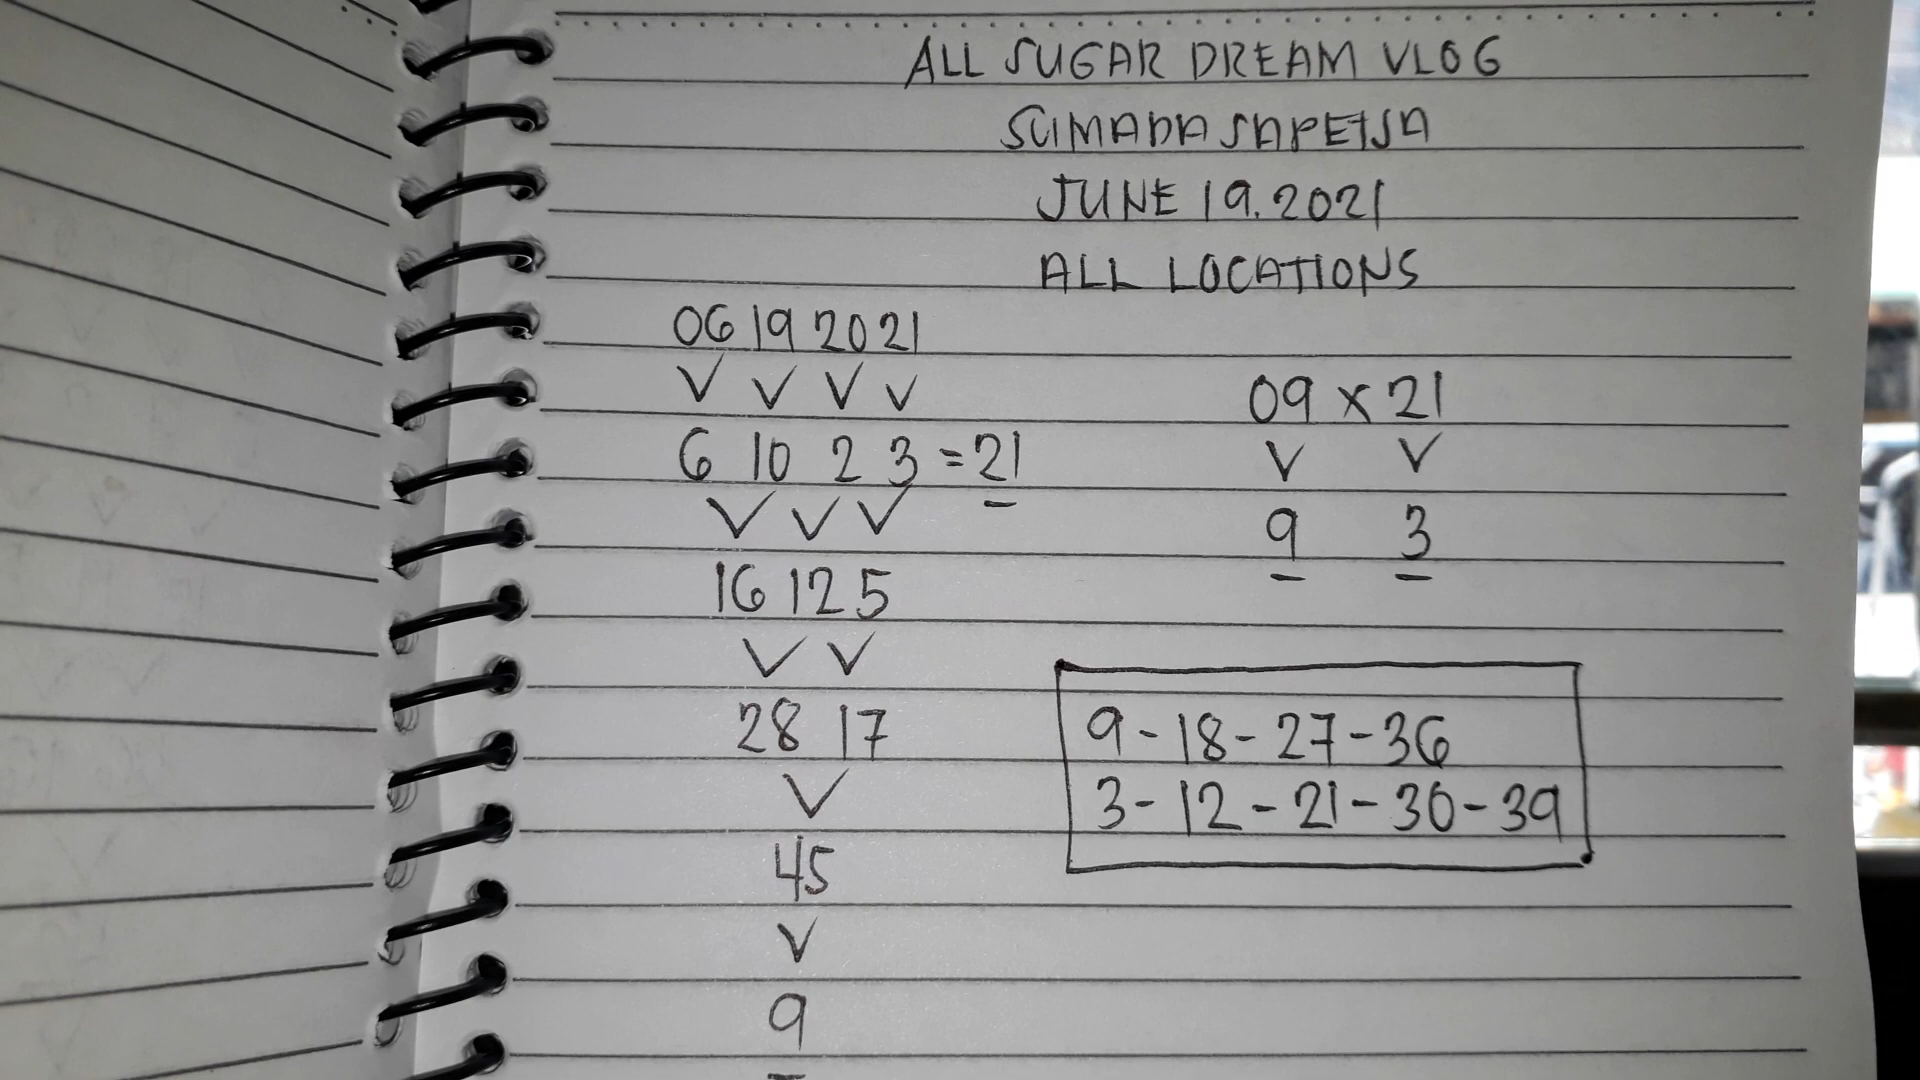 ALL SUGAR DREAM VLOG
SUMADA SAPETSA
JUNE 19.2021
ALL LOCATIONS
06 19 20 21
6 10 2 3 = 21
16 12 5
28 17
45
9
09 x 21
9 3
9-18-27-36
3-12-21-30-39